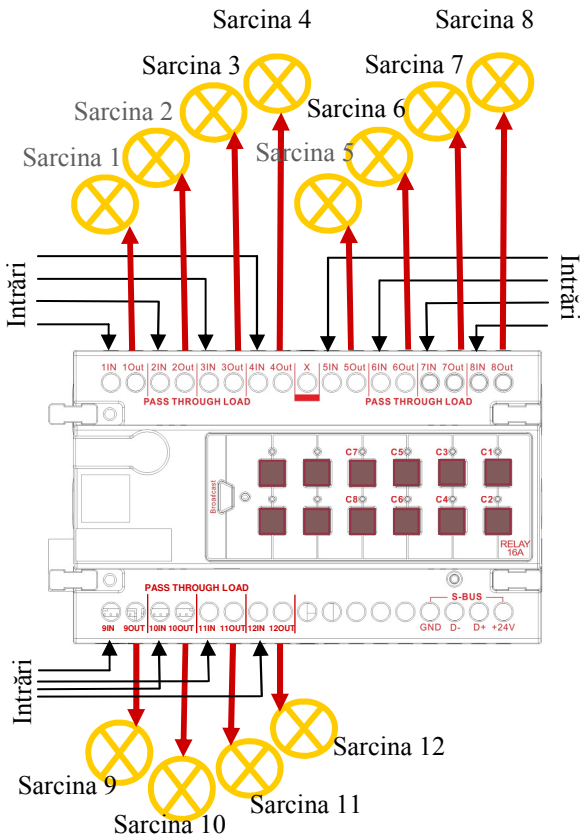 Sarcina 4
Sarcina 8
Sarcina 3
Sarcina 7
Sarcina 2
Sarcina 6
Sarcina 1
Sarcina 5
Intrări
Intrări
1IN 1Out 2IN 2Out 3IN 3Out 4IN 4Out X 5IN 5Out 6IN 6Out 7IN 7Out 8IN 8Out
PASS THROUGH LOAD PASS THROUGH LOAD
C7 C5 C3 C1
Broafcast
C8 C6 C4 C2
RELAY
16A
PASS THROUGH LOAD
S-BUS
9IN 9OUT 10IN 10OUT 11IN 11OUT 12IN 12OUT
GND D- D+ +24V
Intrări
Sarcina 12
Sarcina 9
Sarcina 11
Sarcina 10